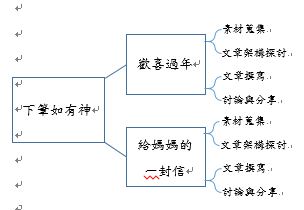 下筆如有神
歡喜過年
素材蒐集
文章架構探討
文章撰寫
討論與分享
給媽媽的
一封信
素材蒐集
文章架構探討
文章撰寫
討論與分享